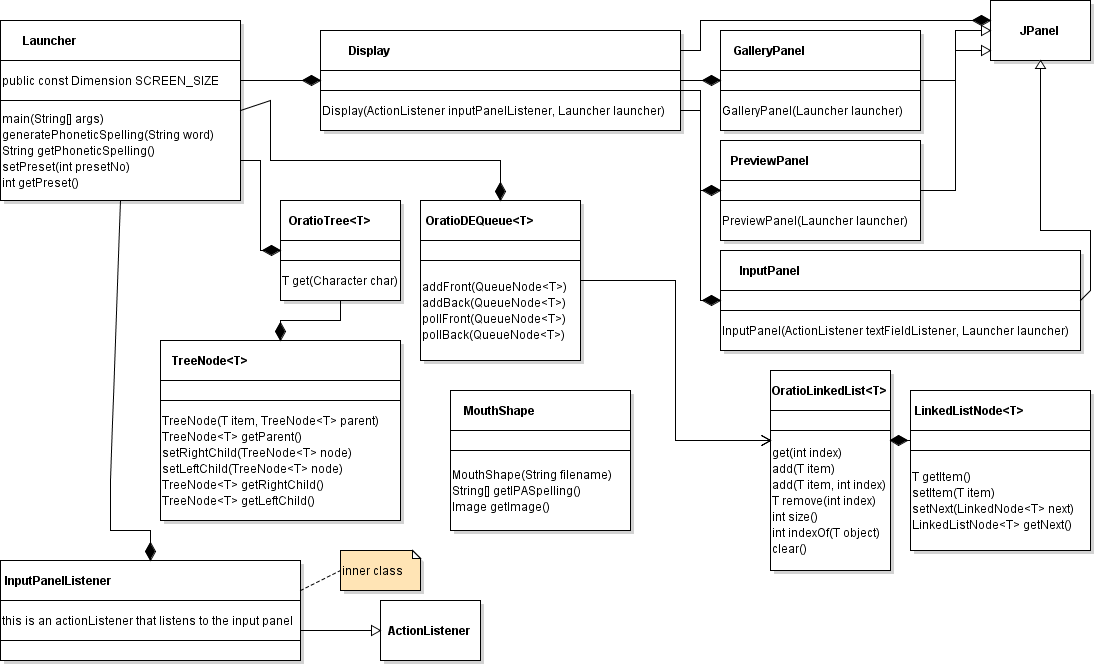 Launcher
public const Dimension SCREEN_SIZE
main(String[] args)
generatePhoneticSpelling(String word)
String getPhoneticSpelling()
setPreset(int presetNo)
int getPreset()
Display
Display(ActionListener inputPanelListener, Launcher launcher)
GalleryPanel
GalleryPanel(Launcher launcher)
JPanel
PreviewPanel
PreviewPanel(Launcher launcher)
InputPanel
InputPanel(ActionListener textFieldListener, Launcher launcher)
OratioTree<T>
T get(Character char)
OratioDEQueue<T>
addFront(QueueNode<T>)
addBack(QueueNode<T>)
pollFront(QueueNode<T>)
pollBack(QueueNode<T>)
TreeNode<T>
TreeNode(T item, TreeNode<T> parent)
TreeNode<T> getParent()
setRightChild(TreeNode<T> node)
setLeftChild(TreeNode<T> node)
TreeNode<T> getRightChild()
TreeNode<T> getLeftChild()
MouthShape
MouthShape(String filename)
String[] getIPASpelling()
Image getImage()
OratioLinkedList<T>
get(int index)
add(T item)
add(T item, int index)
T remove(int index)
int size()
int indexOf(T object)
clear()
LinkedListNode<T>
T getItem()
setItem(T item)
setNext(LinkedNode<T> next)
LinkedListNode<T> getNext()
InputPanelListener
this is an actionListener that listens to the input panel
inner class
ActionListener